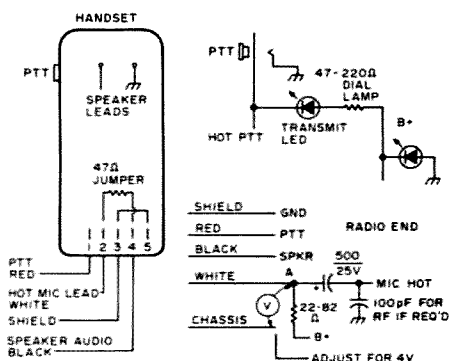 HANDSET
PTT
SPEAKER
LEADS
47Ω
JUMPER
1 2 3 4 5
PTT
RED
HOT MIC LEAD
WHITE
SHIELD
SPEAKER AUDIO
BLACK
PTT
47-220Ω
DIAL
LAMP
HOT PTT
TRANSMIT
LED
B+
SHIELD
GND
RADIO END
RED
PTT
BLACK
SPKR
WHITE
A
500
25V
MIC HOT
V
CHASSIS
22-82
Ω
B+
100pF FOR
RF IF REQ'D
ADJUST FOR 4V